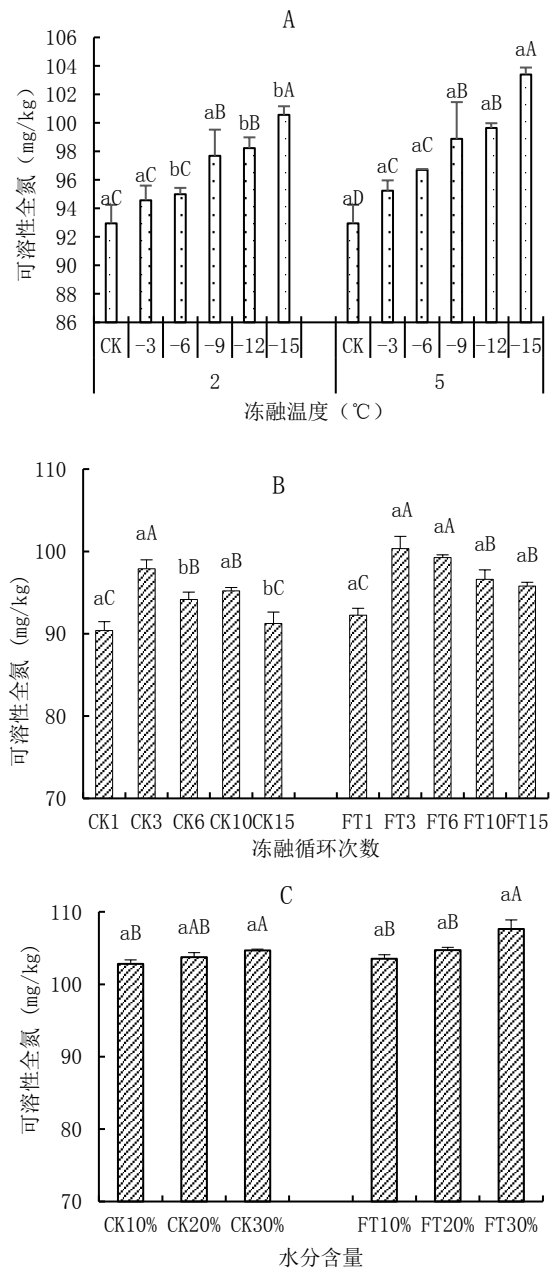 A
106
104
102
100
98
96
94
92
90
88
86
可溶性全氮（mg/kg）
aC aC bC aB bB bA aD aC aC aB aB aA
CK -3 -6 -9 -12 -15 CK -3 -6 -9 -12 -15
2 5
冻融温度（℃）
B
110
100
90
80
70
可溶性全氮 (mg/kg)
aC aA bB aB bC aC aA aA aB aB
CK1 CK3 CK6 CK10 CK15 FT1 FT3 FT6 FT10 FT15
冻融循环次数
C
110
100
90
80
70
可溶性全氮 (mg/kg)
aB aAB aA aB aB aA
CK10% CK20% CK30% FT10% FT20% FT30%
水分含量